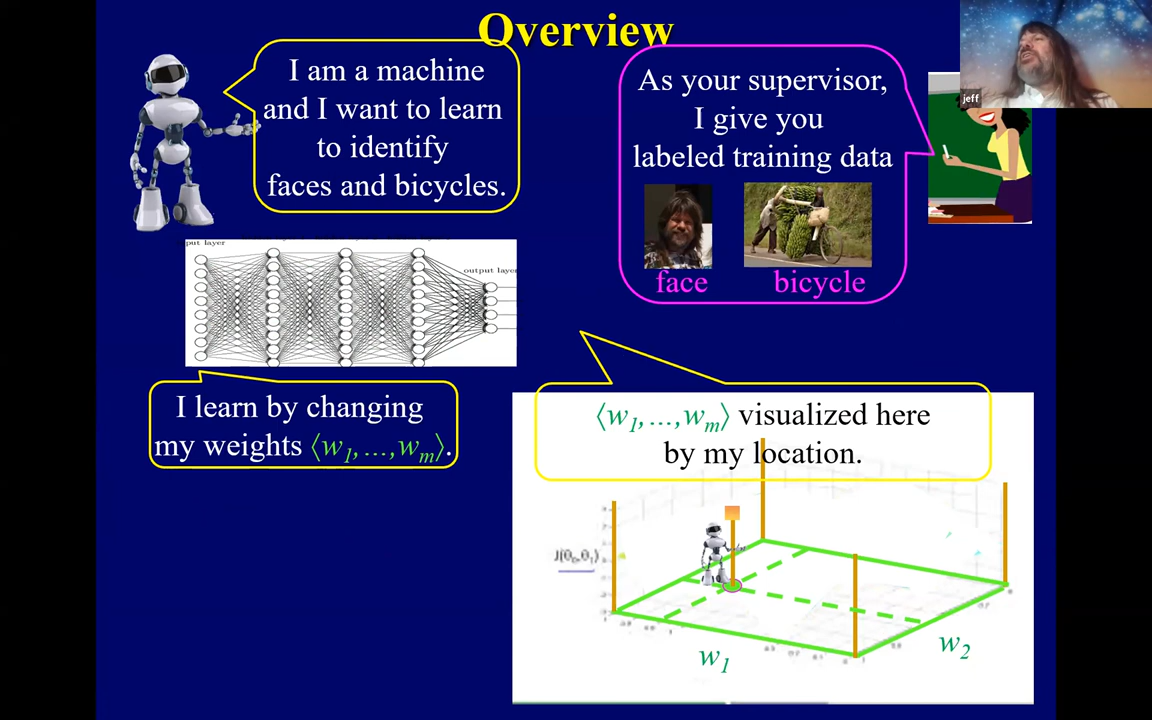 Overview
I am a machine
and I want to learn
to identify
faces and bicycles.
As your supervisor,
I give you
labeled training data
face bicycle
jeff
put layer
output layer
I learn by changing
my weights ⟨w1,…,wm⟩.
⟨w1,…,wm⟩ visualized here
by my location.
J(θ0,θ1)
w1
w2